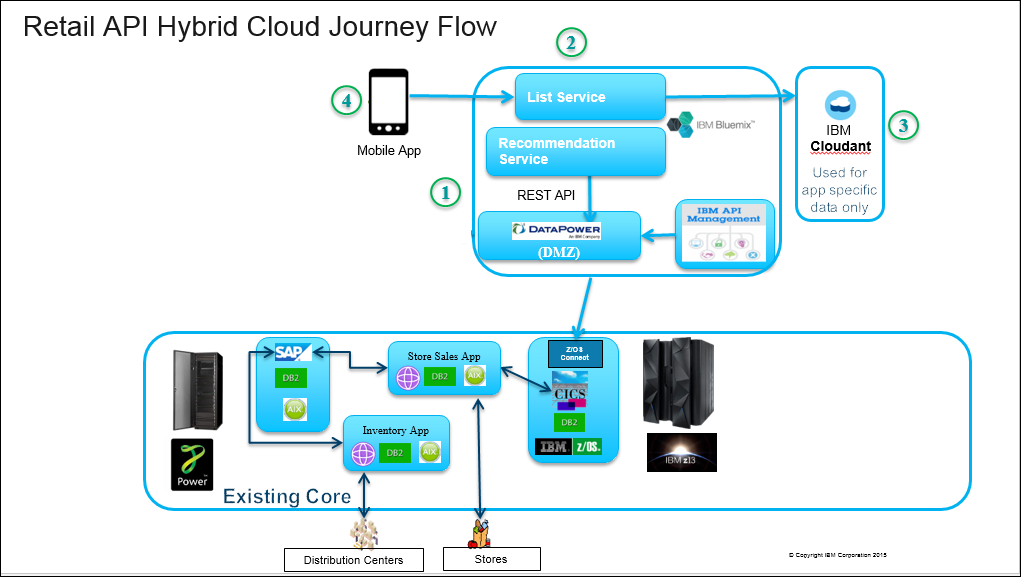 Retail API Hybrid Cloud Journey Flow
2
4
List Service
IBM Bluemix™
IBM
Cloudant
3
Mobile App
Recommendation
Service
Used for
app specific
data only
1
REST API
IBM API
Management
DATAPOWER
An IBM Company
(DMZ)
Z/OS
Connect
SAP
Store Sales App
DB2
DB2
AIX
CICS
AIX
DB2
Inventory App
IBM
z/OS
DB2
AIX
IBM z13
Power
Existing Core
Distribution Centers
Stores
© Copyright IBM Corporation 2015